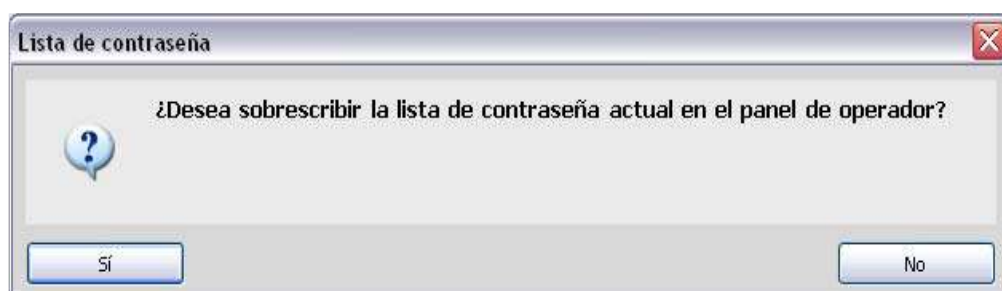 Lista de contraseña
¿Desea sobrescribir la lista de contraseña actual en el panel de operador?
Sí
No